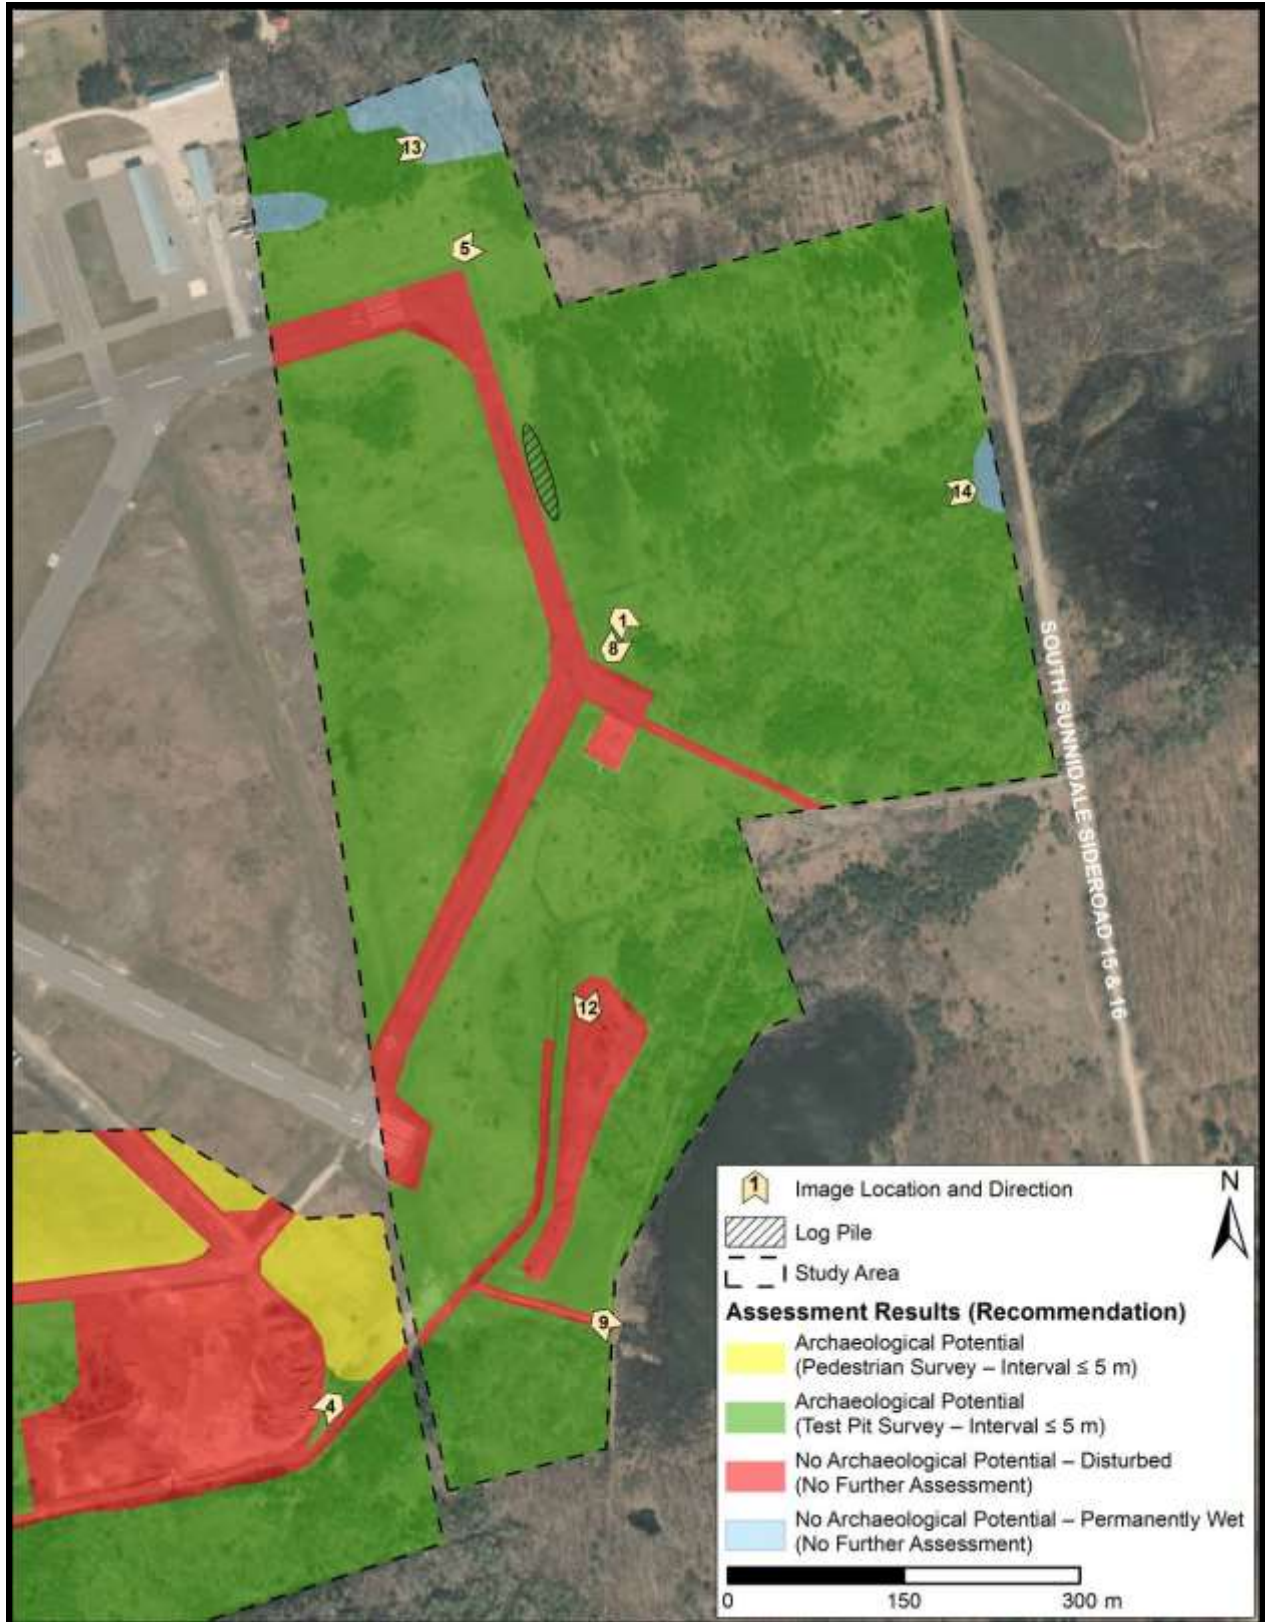 13
5
14
1
8
SOUTH SUNNIDALE SIDEROAD 15 & 16
12
9
4
1 Image Location and Direction
N
Log Pile
Study Area
Assessment Results (Recommendation)
Archaeological Potential
(Pedestrian Survey – Interval ≤ 5 m)
Archaeological Potential
(Test Pit Survey – Interval ≤ 5 m)
No Archaeological Potential – Disturbed
(No Further Assessment)
No Archaeological Potential – Permanently Wet
(No Further Assessment)
0 150 300 m